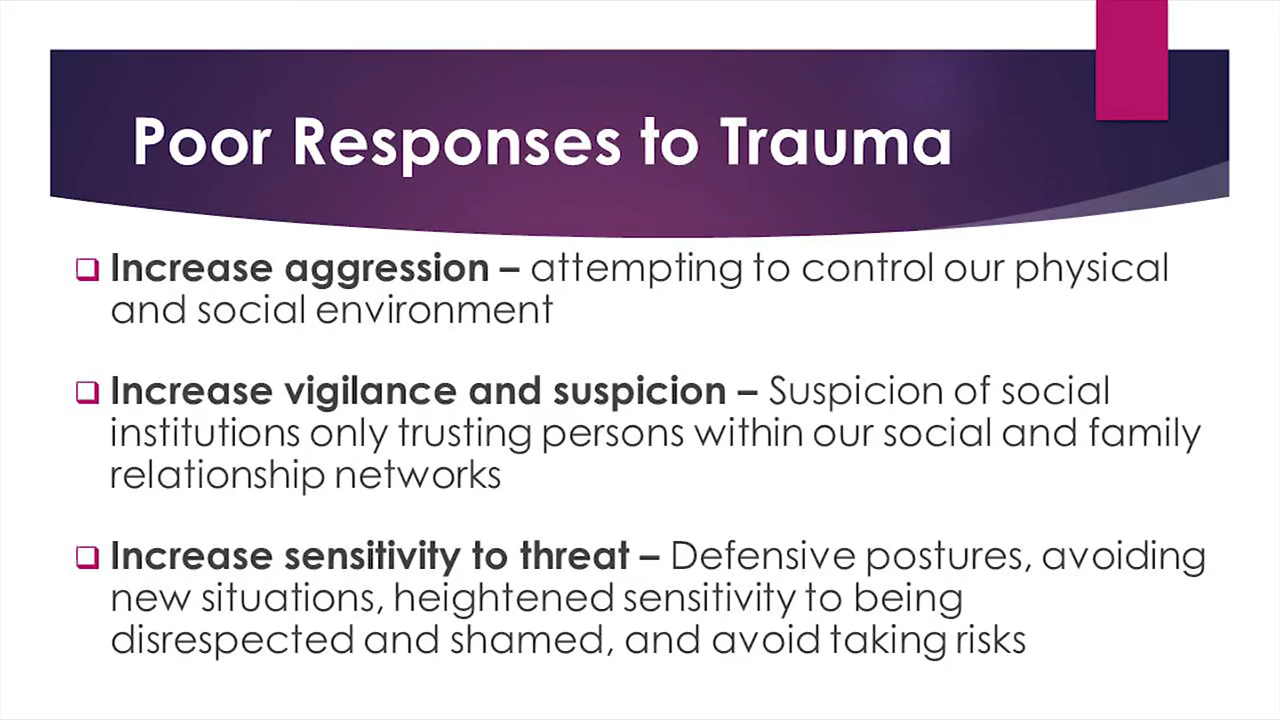 Poor Responses to Trauma
Increase aggression – attempting to control our physical
and social environment
Increase vigilance and suspicion – Suspicion of social
institutions only trusting persons within our social and family
relationship networks
Increase sensitivity to threat – Defensive postures, avoiding
new situations, heightened sensitivity to being
disrespected and shamed, and avoid taking risks